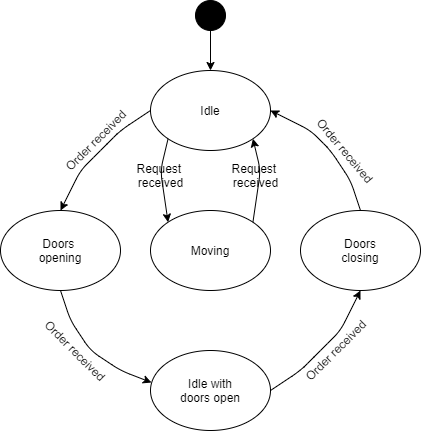 Idle
Order received
Order received
Request
received
Request
received
Doors
opening
Moving
Doors
closing
Order received
Order received
Idle with
doors open